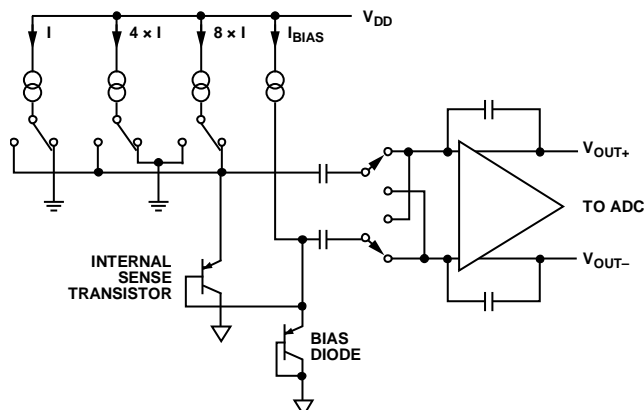 V_DD
I
4 × I
8 × I
I_BIAS
V_OUT+
TO ADC
V_OUT–
INTERNAL
SENSE
TRANSISTOR
BIAS
DIODE